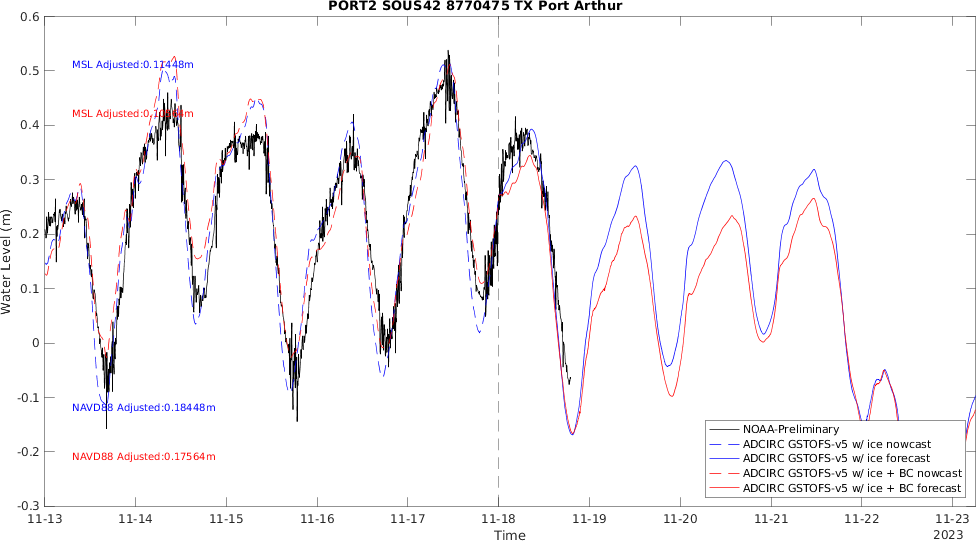 PORT2 SOUS42 8770475 TX Port Arthur
0.6
0.5
0.4
0.3
0.2
0.1
0
-0.1
-0.2
-0.3
Water Level (m)
MSL Adjusted:0.11448m
MSL Adjusted:
NAVD88 Adjusted:0.18448m
NAVD88 Adjusted:0.17564m
NOAA-Preliminary
ADCIRC GSTOFS-v5 w/ ice nowcast
ADCIRC GSTOFS-v5 w/ ice forecast
ADCIRC GSTOFS-v5 w/ ice + BC nowcast
ADCIRC GSTOFS-v5 w/ ice + BC forecast
11-13 11-14 11-15 11-16 11-17 11-18 11-19 11-20 11-21 11-22 11-23
Time
2023